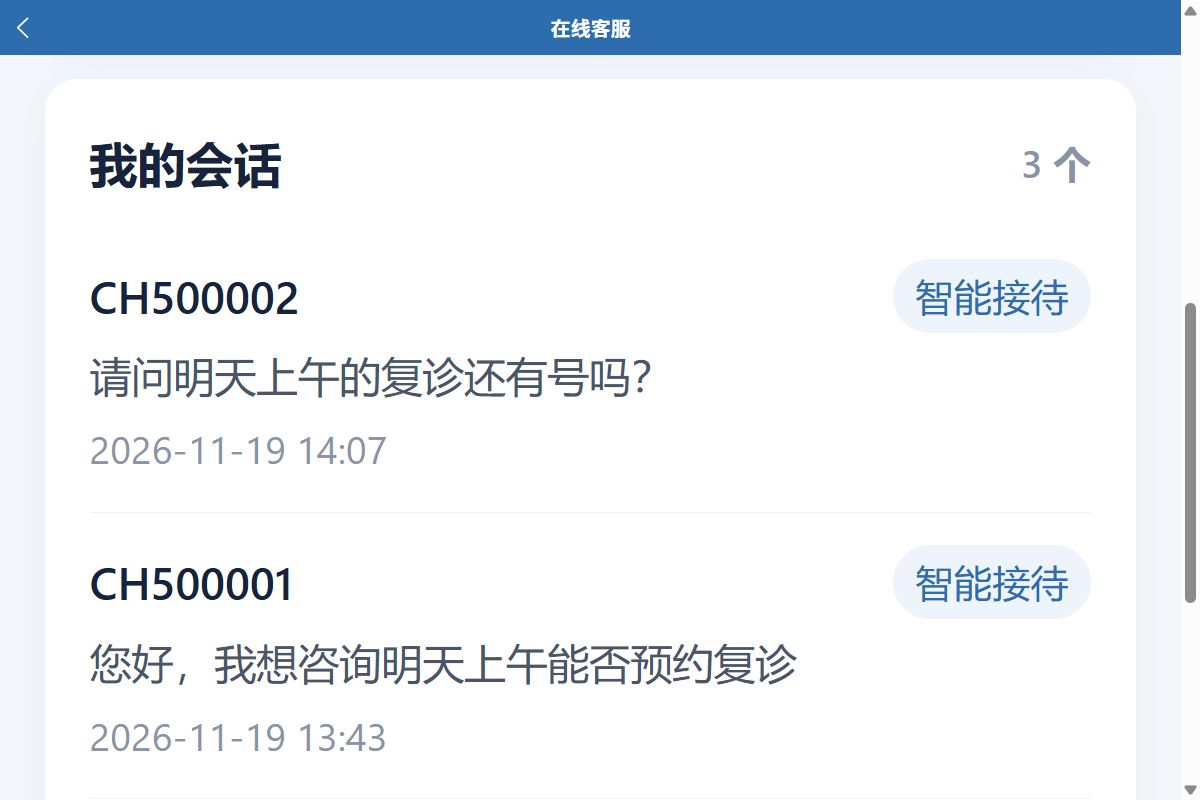 在线客服
我的会话
3 个
CH500002
智能接待
请问明天上午的复诊还有号吗？
2026-11-19 14:07
CH500001
智能接待
您好，我想咨询明天上午能否预约复诊
2026-11-19 13:43